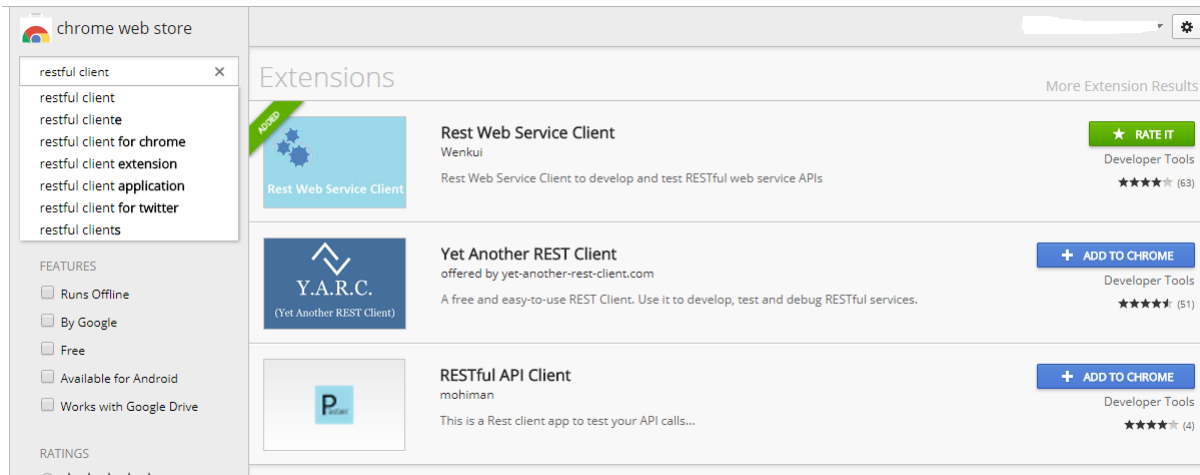 chrome web store
restful client
restful client
restful cliente
restful client for chrome
restful client extension
restful client application
restful client for twitter
restful clients
FEATURES
Runs Offline
By Google
Free
Available for Android
Works with Google Drive
RATINGS
Extensions
More Extension Results
ADDED
Rest Web Service Client
Rest Web Service Client
Wenkui
Rest Web Service Client to develop and test RESTful web service APIs
RATE IT
Developer Tools
(63)
Y.A.R.C.
(Yet Another REST Client)
Yet Another REST Client
offered by yet-another-rest-client.com
A free and easy-to-use REST Client. Use it to develop, test and debug RESTful services.
ADD TO CHROME
Developer Tools
(51)
RESTful API Client
mohiman
This is a Rest client app to test your API calls...
ADD TO CHROME
Developer Tools
(4)